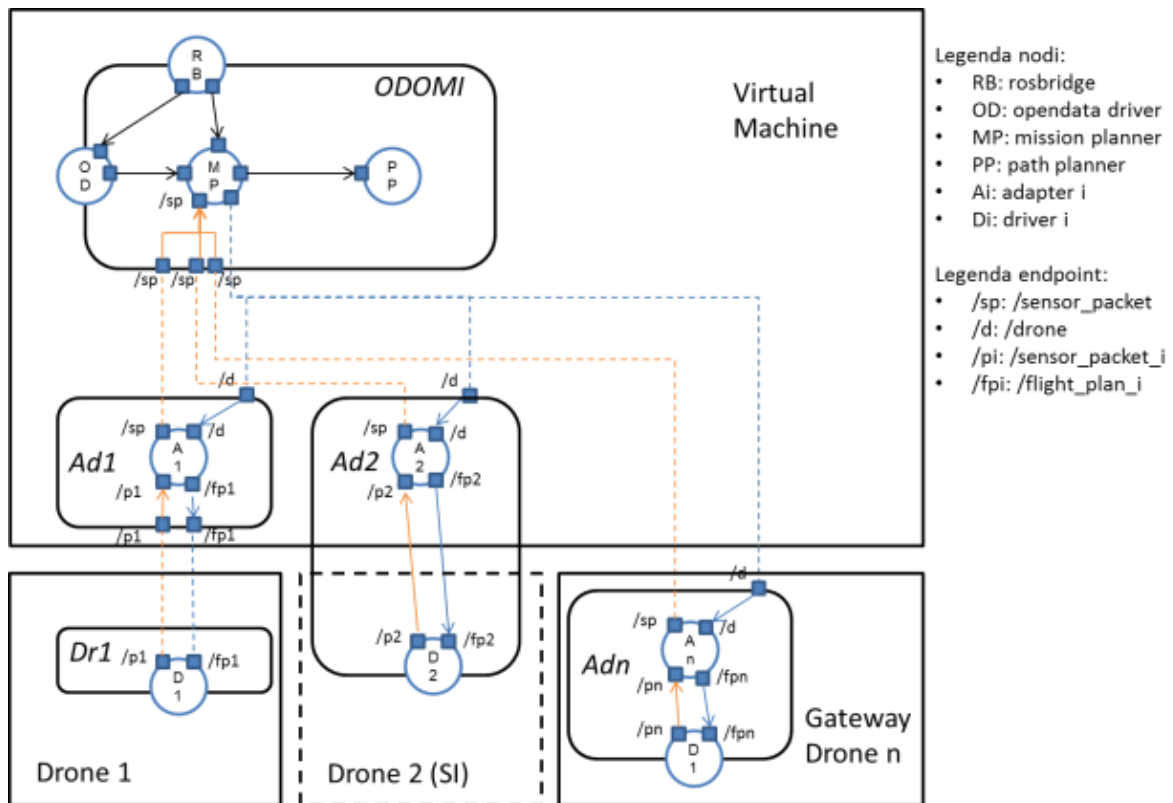 R
B
ODOMI
Virtual
Machine
O
D
M
P
P
P
/sp
/sp
/sp
/sp
/d
/d
/sp
/d
A
1
Ad1
/p1
/fp1
/p1
/fp1
/sp
/d
A
2
Ad2
/p2
/fp2
/d
Dr1
/p1
/fp1
D
1
Drone 1
/p2
/fp2
D
2
Drone 2 (SI)
/sp
/d
A
n
Adn
/pn
/fpn
/pn
/fpn
D
1
Gateway
Drone n
Legenda nodi:
• RB: rosbridge
• OD: opendata driver
• MP: mission planner
• PP: path planner
• Ai: adapter i
• Di: driver i
Legenda endpoint:
• /sp: /sensor_packet
• /d: /drone
• /pi: /sensor_packet_i
• /fpi: /flight_plan_i